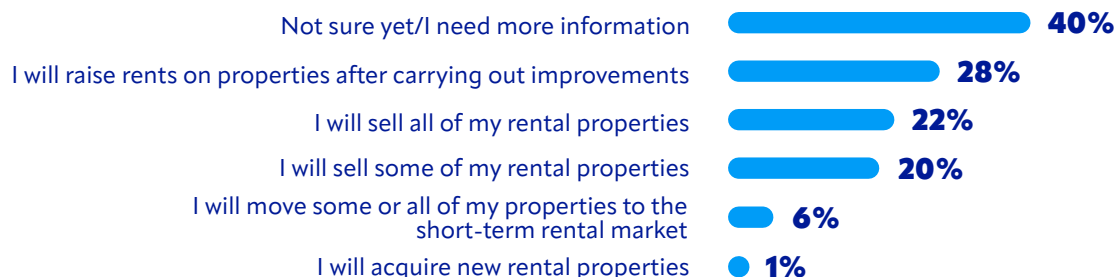 Not sure yet/I need more information 40%
I will raise rents on properties after carrying out improvements 28%
I will sell all of my rental properties 22%
I will sell some of my rental properties 20%
I will move some or all of my properties to the
short-term rental market 6%
I will acquire new rental properties 1%